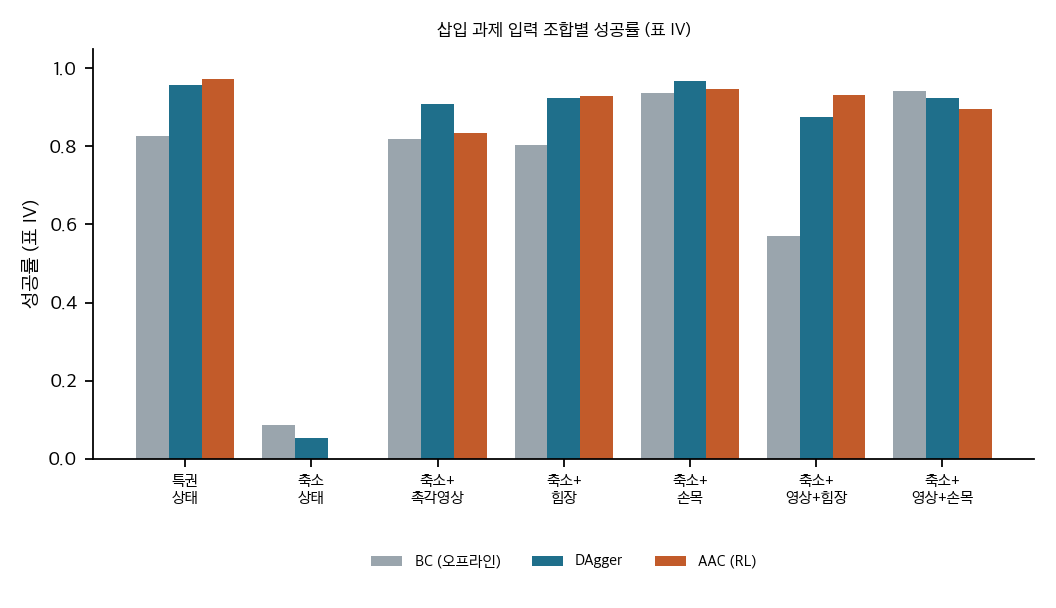 삽입 과제 입력 조합별 성공률 (표 IV)
성공률 (표 IV)
1.0
0.8
0.6
0.4
0.2
0.0
특권
상태
축소
상태
축소+
촉각영상
축소+
힘장
축소+
손목
축소+
영상+힘장
축소+
영상+손목
BC (오프라인)
DAgger
AAC (RL)